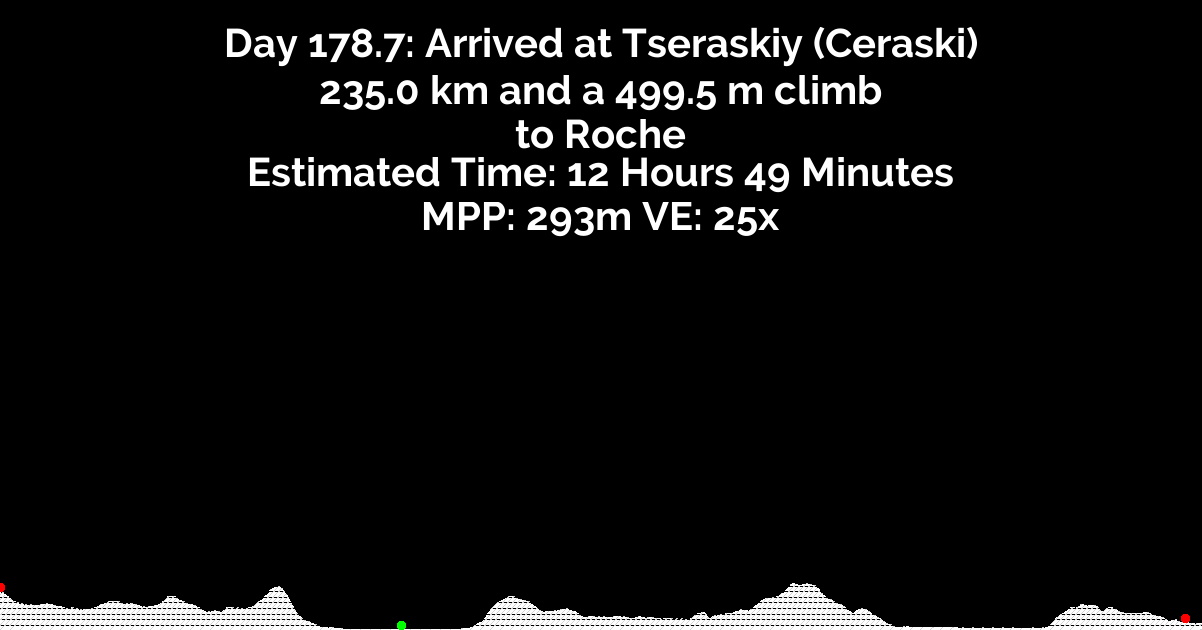 Day 178.7: Arrived at Tseraskiy (Ceraski)
235.0 km and a 499.5 m climb
to Roche
Estimated Time: 12 Hours 49 Minutes
MPP: 293m VE: 25x